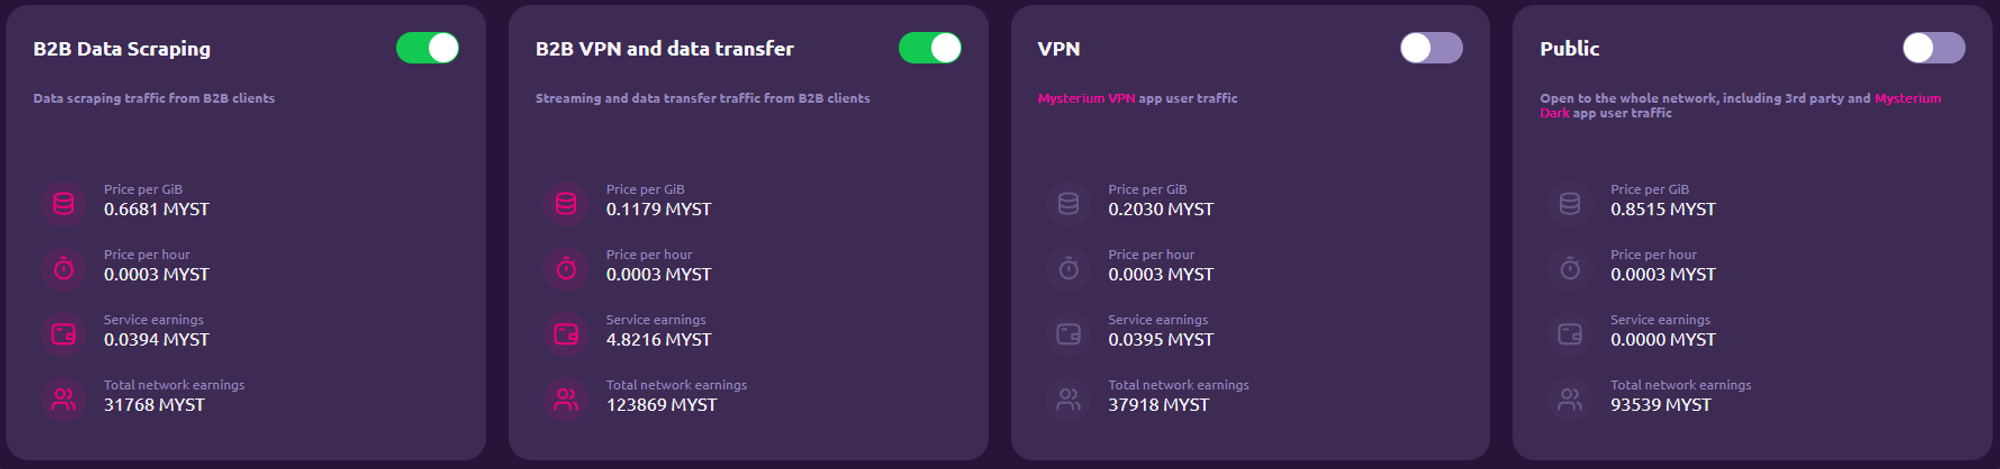 B2B Data Scraping
Data scraping traffic from B2B clients
Price per GiB
0.6681 MYST
Price per hour
0.0003 MYST
Service earnings
0.0394 MYST
Total network earnings
31768 MYST
B2B VPN and data transfer
Streaming and data transfer traffic from B2B clients
Price per GiB
0.1179 MYST
Price per hour
0.0003 MYST
Service earnings
4.8216 MYST
Total network earnings
123869 MYST
VPN
Mysterium VPN app user traffic
Price per GiB
0.2030 MYST
Price per hour
0.0003 MYST
Service earnings
0.0395 MYST
Total network earnings
37918 MYST
Public
Open to the whole network, including 3rd party and Mysterium
Dark app user traffic
Price per GiB
0.8515 MYST
Price per hour
0.0003 MYST
Service earnings
0.0000 MYST
Total network earnings
93539 MYST